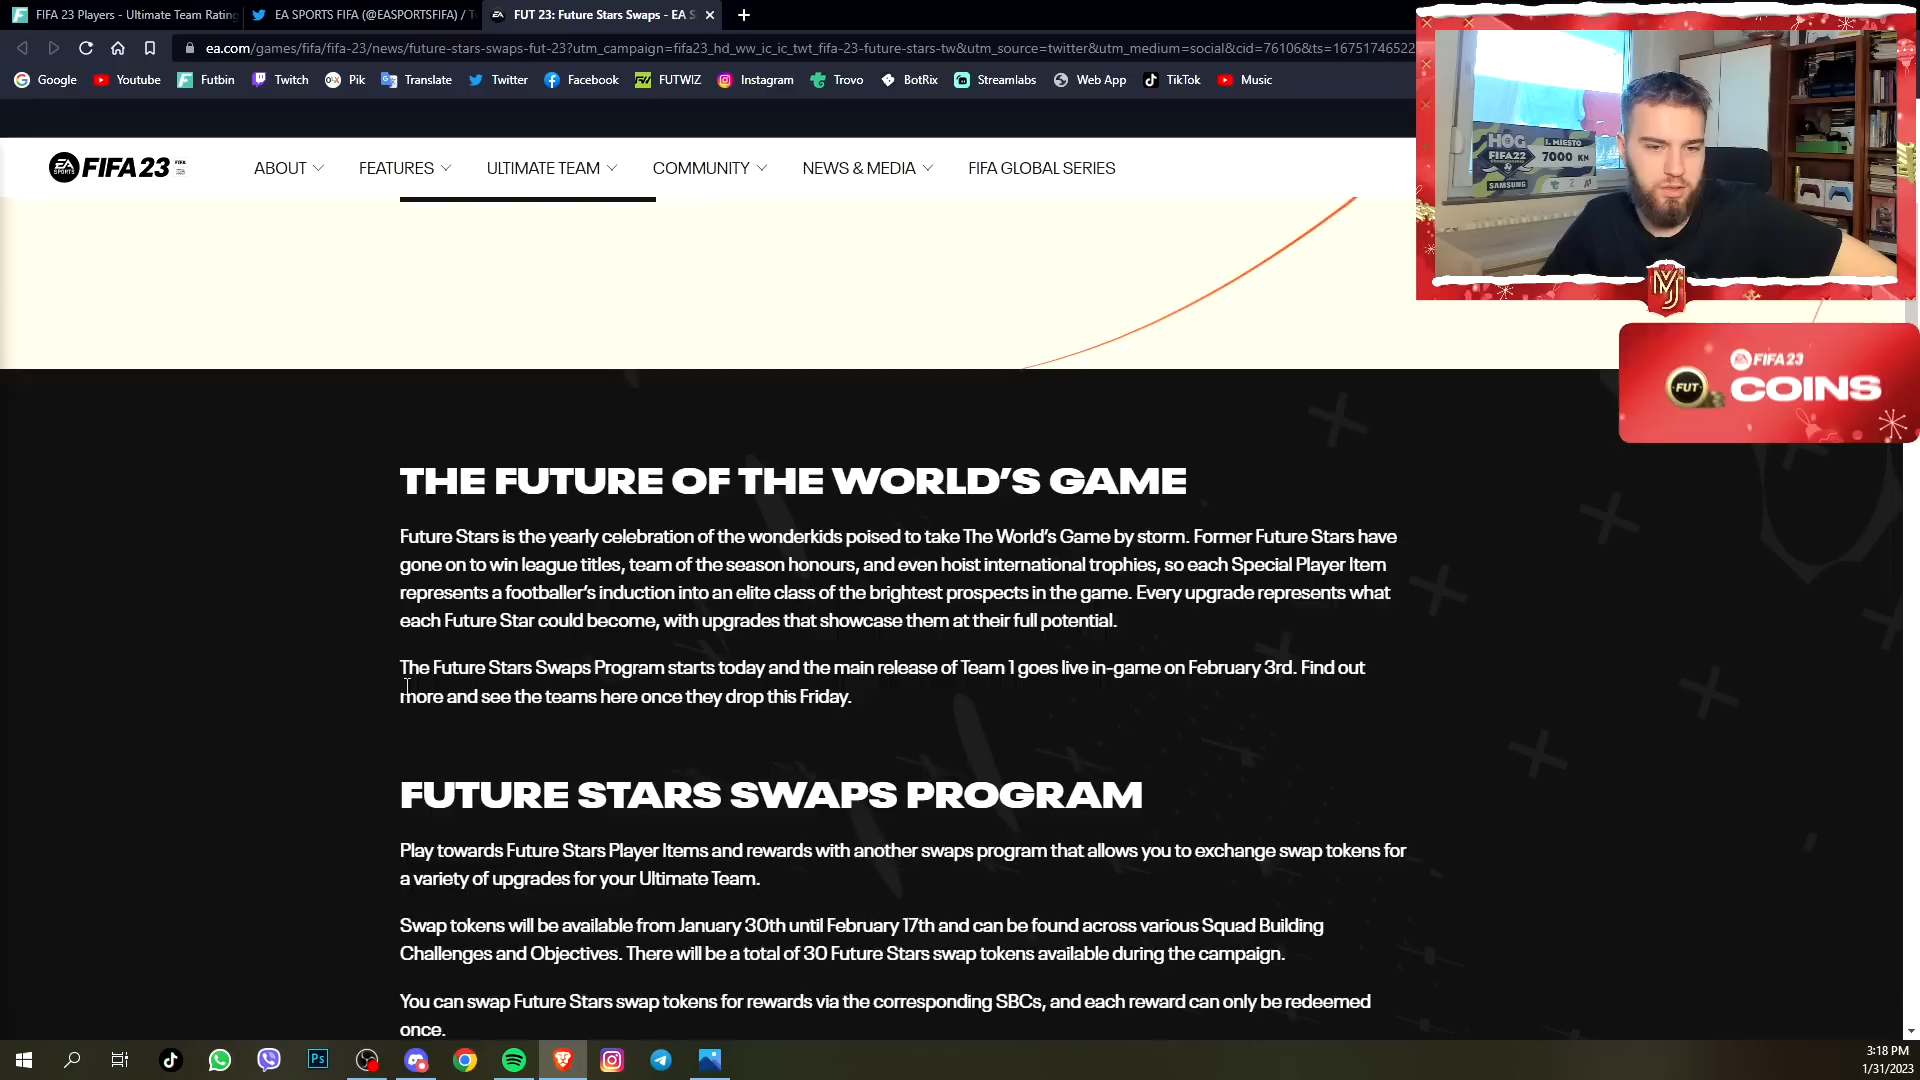 FIFA 23 Players - Ultimate Team Rating
EA SPORTS FIFA (@EASPORTSFIFA) / T
FUT 23: Future Stars Swaps - EA S
ea.com/games/fifa/fifa-23/news/future-stars-swaps-fut-23?utm_campaign=fifa23_hd_ww_ic_ic_twt_fifa-23-future-stars-tw&utm_source=twitter&utm_medium=social&cid=76106&ts=16751746522
Google Youtube Futbin Twitch Pik Translate Twitter Facebook FUTWIZ Instagram Trovo BotRix Streamlabs Web App TikTok Music
HOG
FIFA22
1. MJESTO
7000 KN
SAMSUNG
EA SPORTS FIFA 23 ABOUT FEATURES ULTIMATE TEAM COMMUNITY NEWS & MEDIA FIFA GLOBAL SERIES
FIFA 23
FUT COINS
THE FUTURE OF THE WORLD'S GAME
Future Stars is the yearly celebration of the wonderkids poised to take The World's Game by storm. Former Future Stars have
gone on to win league titles, team of the season honours, and even hoist international trophies, so each Special Player Item
represents a footballer's induction into an elite class of the brightest prospects in the game. Every upgrade represents what
each Future Star could become, with upgrades that showcase them at their full potential.
The Future Stars Swaps Program starts today and the main release of Team 1 goes live in-game on February 3rd. Find out
more and see the teams here once they drop this Friday.
FUTURE STARS SWAPS PROGRAM
Play towards Future Stars Player Items and rewards with another swaps program that allows you to exchange swap tokens for
a variety of upgrades for your Ultimate Team.
Swap tokens will be available from January 30th until February 17th and can be found across various Squad Building
Challenges and Objectives. There will be a total of 30 Future Stars swap tokens available during the campaign.
You can swap Future Stars swap tokens for rewards via the corresponding SBCs, and each reward can only be redeemed
once.
Ps
3:18 PM
1/31/2023